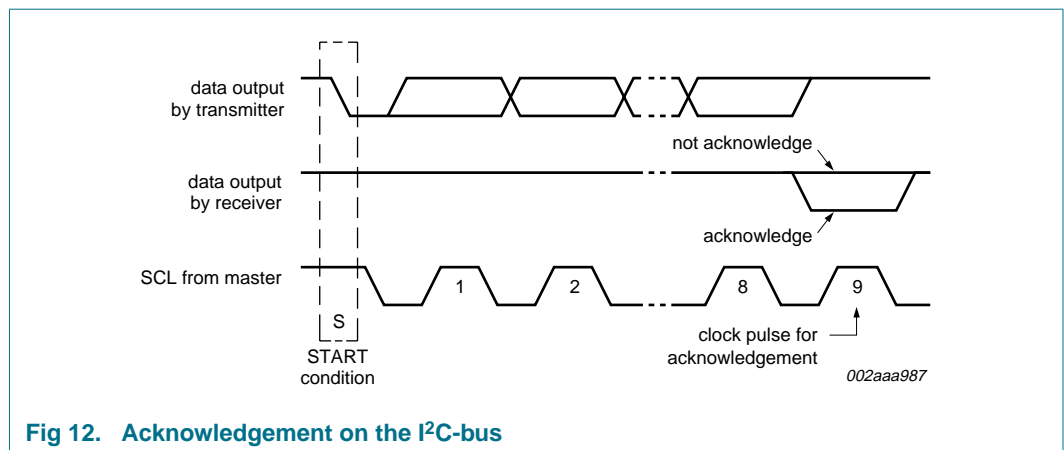 data output
by transmitter
not acknowledge
data output
by receiver
acknowledge
SCL from master
1
2
8
9
S
START
condition
clock pulse for
acknowledgement
002aaa987
Fig 12. Acknowledgement on the I²C-bus